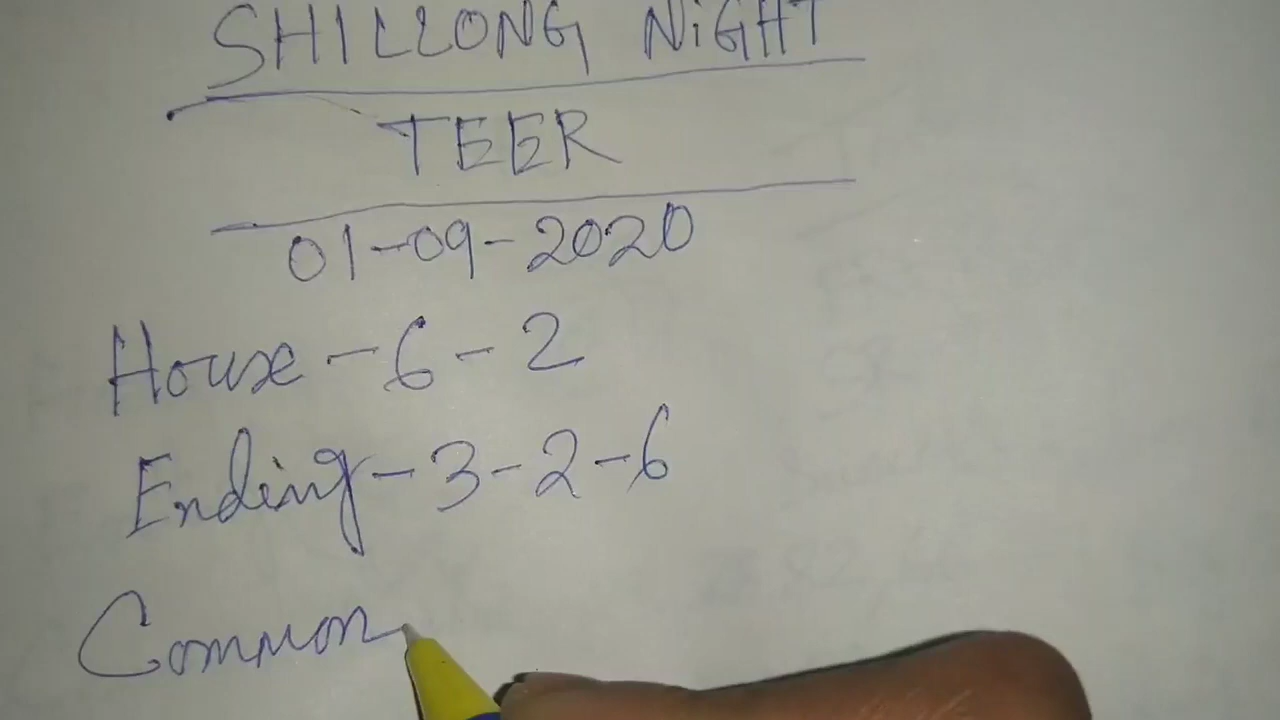 SHILLONG NiGHT
TEER
01-09-2020
House - 6 - 2
Ending - 3 - 2 - 6
Common